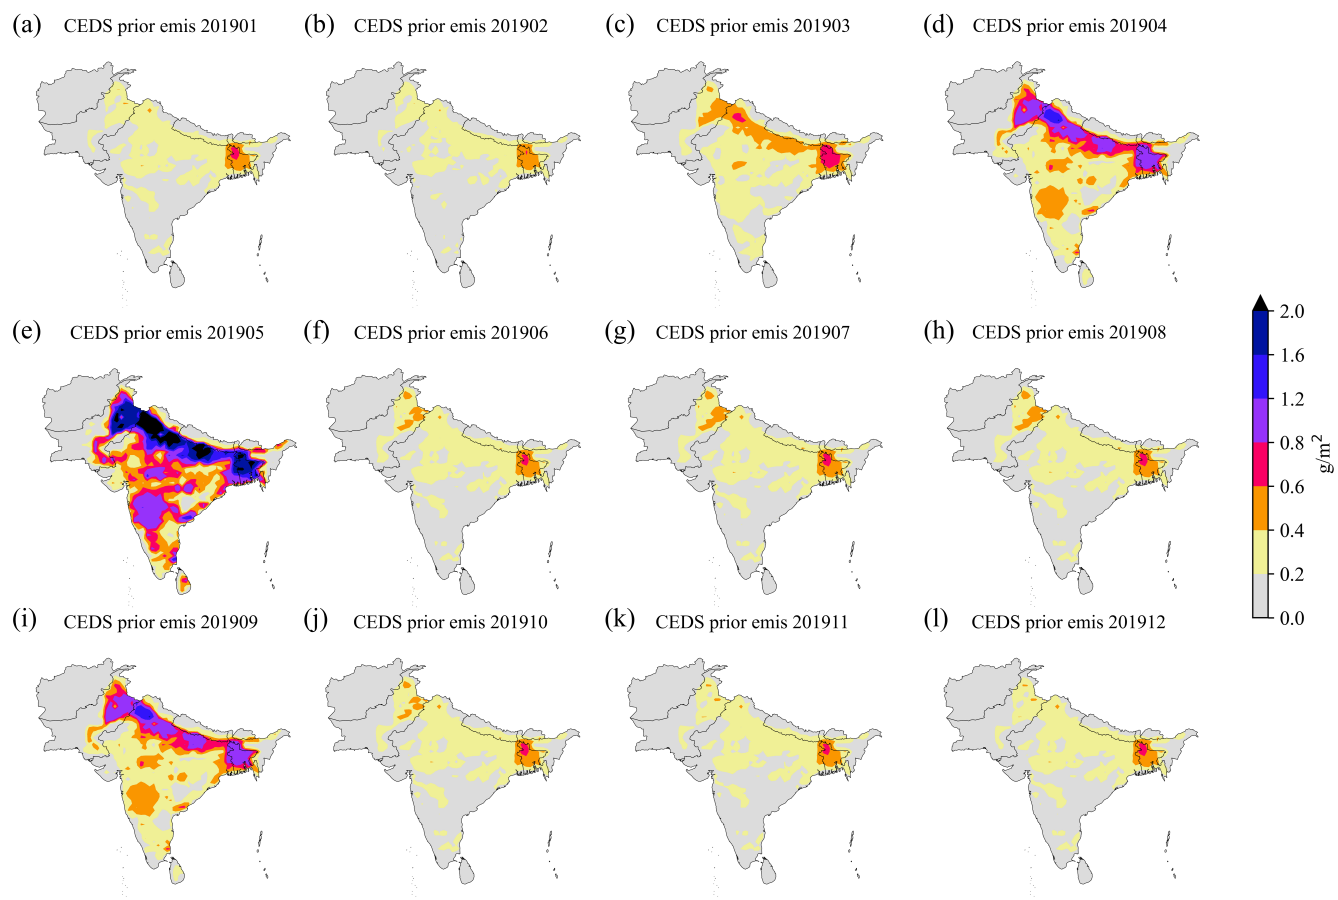 (a) CEDS prior emis 201901
(b) CEDS prior emis 201902
(c) CEDS prior emis 201903
(d) CEDS prior emis 201904
(e) CEDS prior emis 201905
(f) CEDS prior emis 201906
(g) CEDS prior emis 201907
(h) CEDS prior emis 201908
(i) CEDS prior emis 201909
(j) CEDS prior emis 201910
(k) CEDS prior emis 201911
(l) CEDS prior emis 201912
2.0
1.6
1.2
0.8
0.6
0.4
0.2
0.0
g/m²